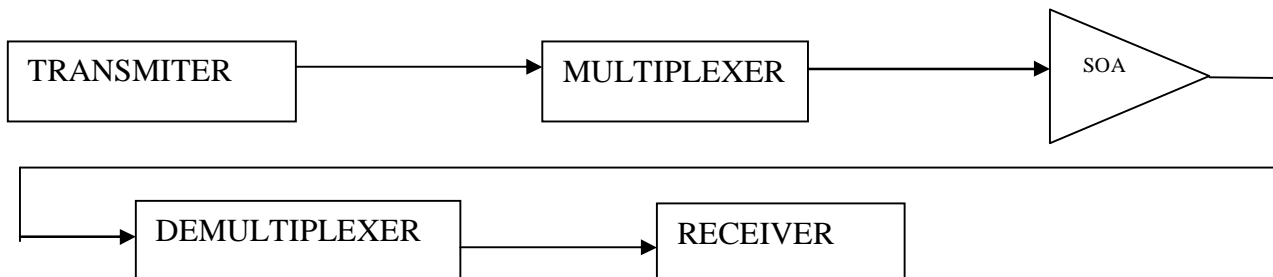 TRANSMITER
MULTIPLEXER
SOA
DEMULTIPLEXER
RECEIVER